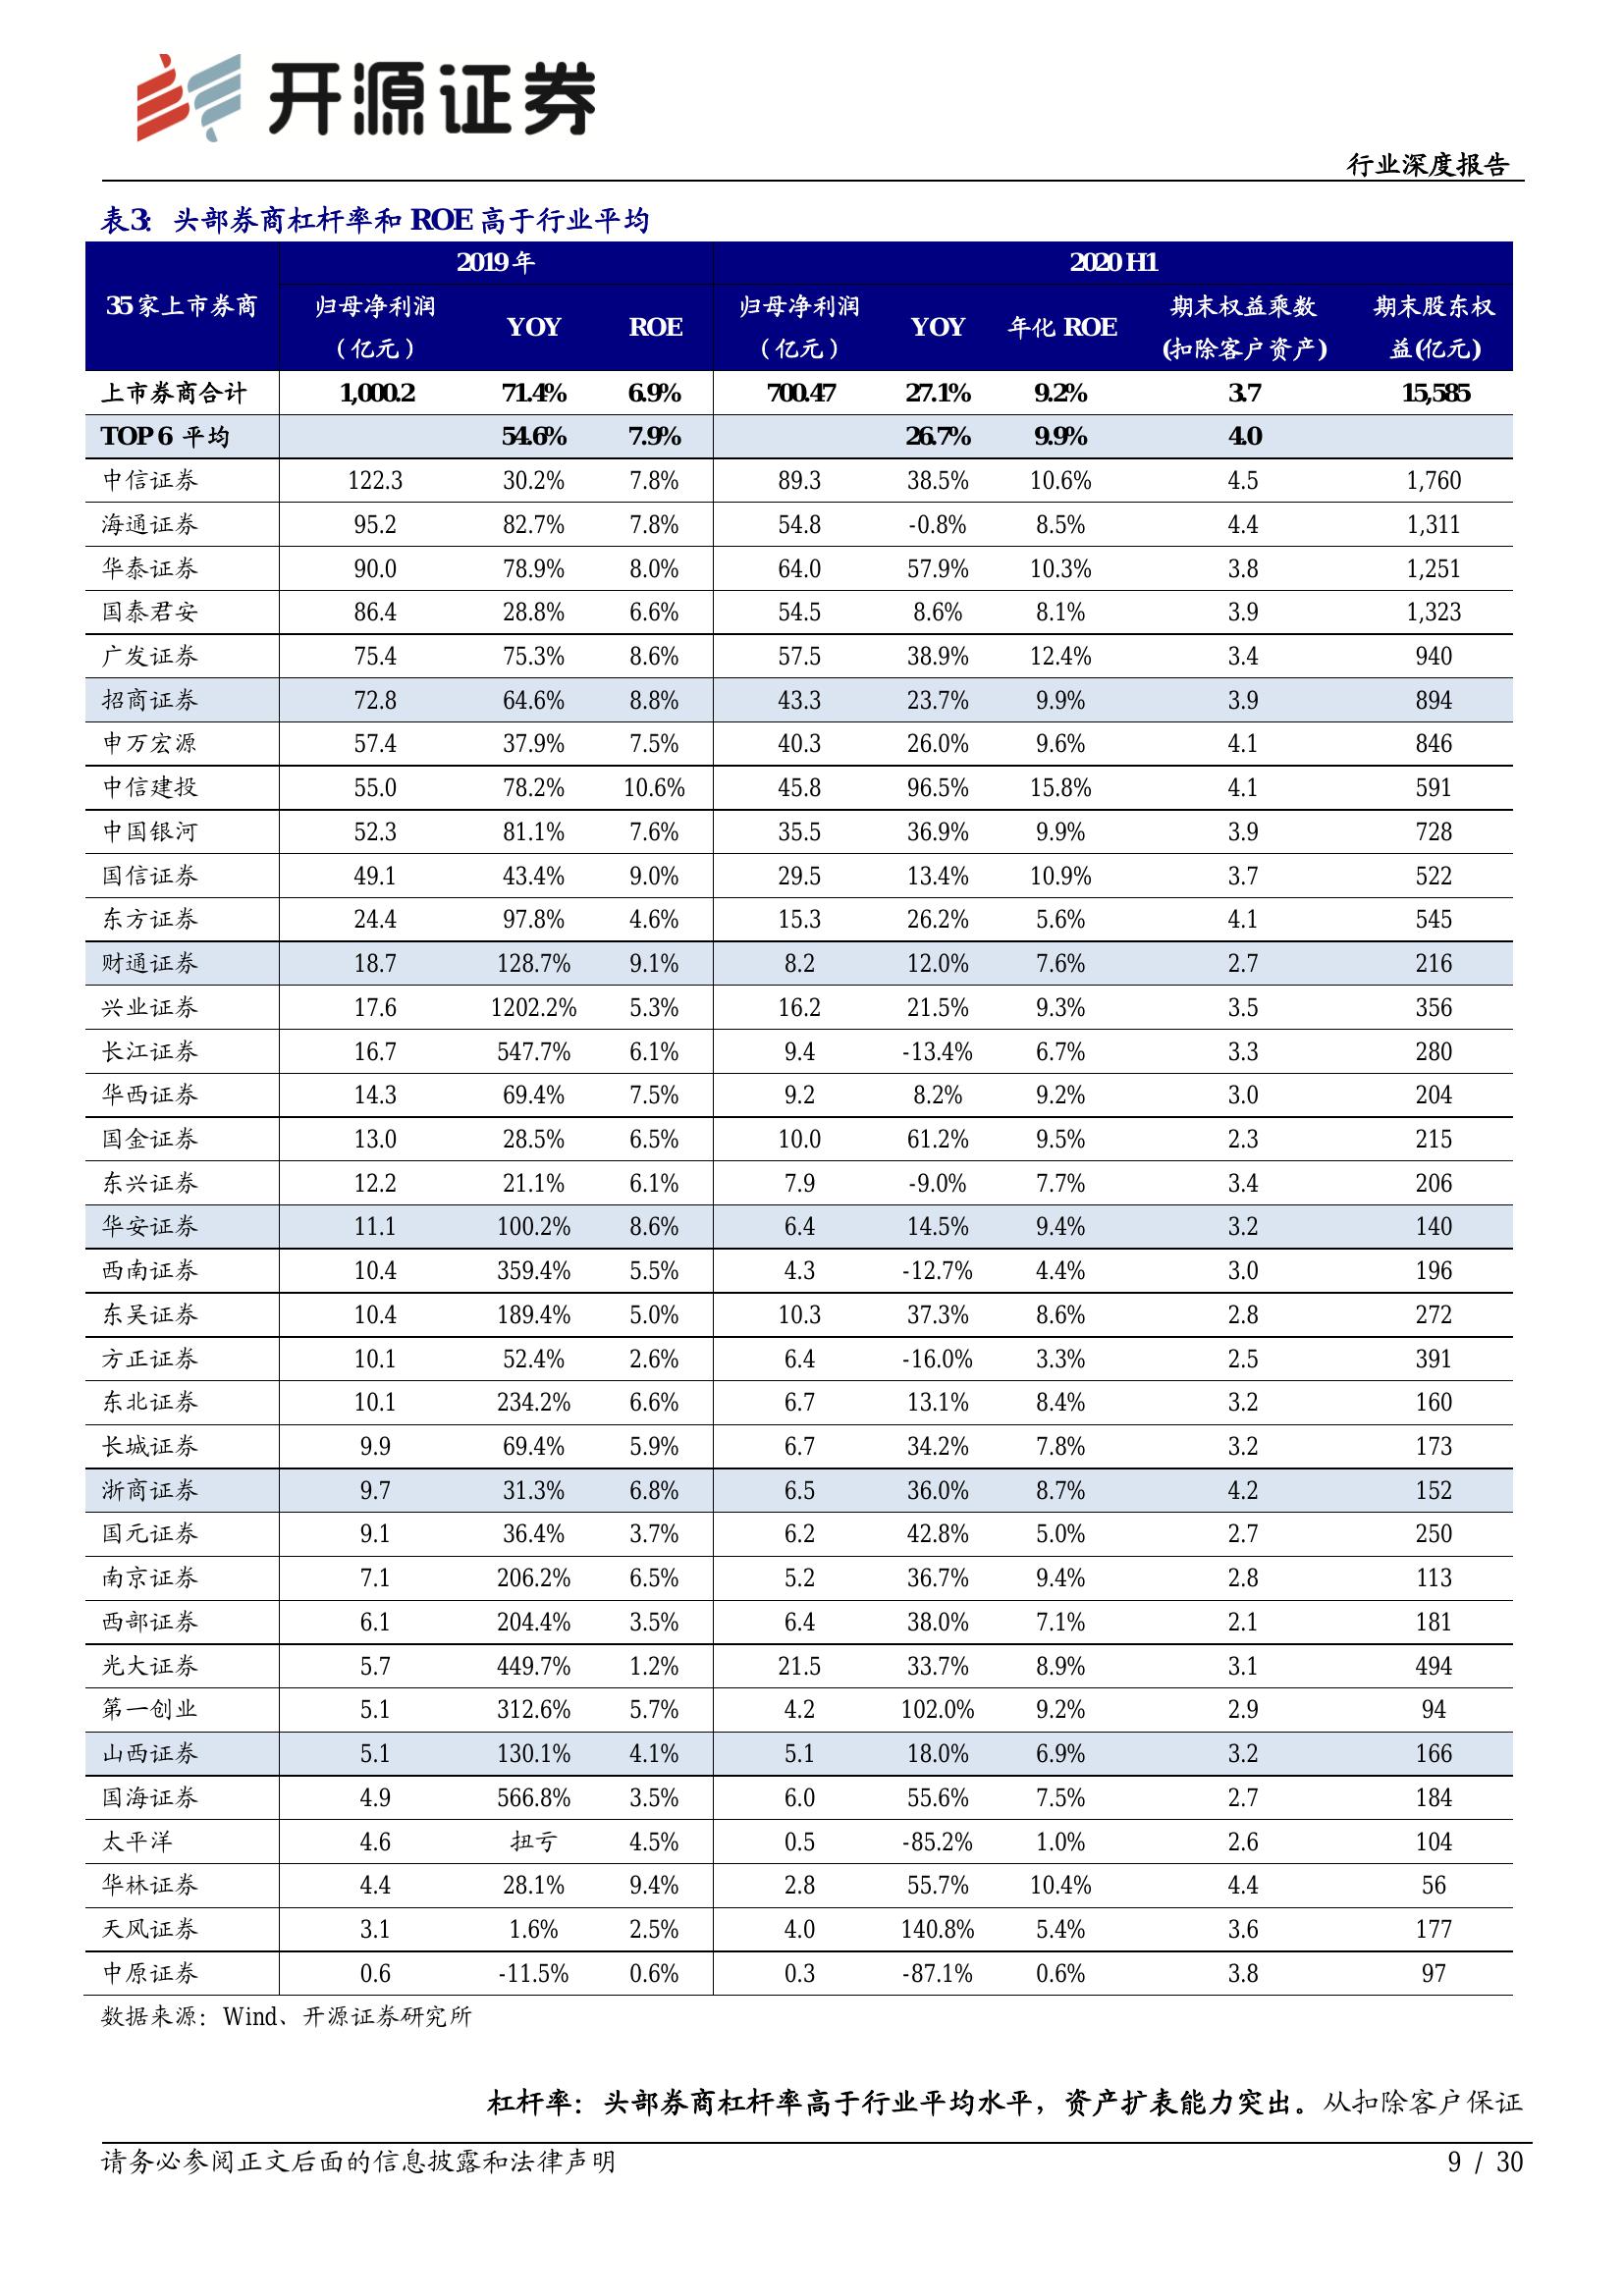 开源证券
行业深度报告
表3：头部券商杠杆率和 ROE 高于行业平均
35 家上市券商 2019 年 2020 H1
归母净利润（亿元） YOY ROE 归母净利润（亿元） YOY 年化 ROE 期末权益乘数(扣除客户资产) 期末股东权益(亿元)
上市券商合计 1,000.2 71.4% 6.9% 700.47 27.1% 9.2% 3.7 15,585
TOP 6 平均 54.6% 7.9% 26.7% 9.9% 4.0
中信证券 122.3 30.2% 7.8% 89.3 38.5% 10.6% 4.5 1,760
海通证券 95.2 82.7% 7.8% 54.8 -0.8% 8.5% 4.4 1,311
华泰证券 90.0 78.9% 8.0% 64.0 57.9% 10.3% 3.8 1,251
国泰君安 86.4 28.8% 6.6% 54.5 8.6% 8.1% 3.9 1,323
广发证券 75.4 75.3% 8.6% 57.5 38.9% 12.4% 3.4 940
招商证券 72.8 64.6% 8.8% 43.3 23.7% 9.9% 3.9 894
申万宏源 57.4 37.9% 7.5% 40.3 26.0% 9.6% 4.1 846
中信建投 55.0 78.2% 10.6% 45.8 96.5% 15.8% 4.1 591
中国银河 52.3 81.1% 7.6% 35.5 36.9% 9.9% 3.9 728
国信证券 49.1 43.4% 9.0% 29.5 13.4% 10.9% 3.7 522
东方证券 24.4 97.8% 4.6% 15.3 26.2% 5.6% 4.1 545
财通证券 18.7 128.7% 9.1% 8.2 12.0% 7.6% 2.7 216
兴业证券 17.6 1202.2% 5.3% 16.2 21.5% 9.3% 3.5 356
长江证券 16.7 547.7% 6.1% 9.4 -13.4% 6.7% 3.3 280
华西证券 14.3 69.4% 7.5% 9.2 8.2% 9.2% 3.0 204
国金证券 13.0 28.5% 6.5% 10.0 61.2% 9.5% 2.3 215
东兴证券 12.2 21.1% 6.1% 7.9 -9.0% 7.7% 3.4 206
华安证券 11.1 100.2% 8.6% 6.4 14.5% 9.4% 3.2 140
西南证券 10.4 359.4% 5.5% 4.3 -12.7% 4.4% 3.0 196
东吴证券 10.4 189.4% 5.0% 10.3 37.3% 8.6% 2.8 272
方正证券 10.1 52.4% 2.6% 6.4 -16.0% 3.3% 2.5 391
东北证券 10.1 234.2% 6.6% 6.7 13.1% 8.4% 3.2 160
长城证券 9.9 69.4% 5.9% 6.7 34.2% 7.8% 3.2 173
浙商证券 9.7 31.3% 6.8% 6.5 36.0% 8.7% 4.2 152
国元证券 9.1 36.4% 3.7% 6.2 42.8% 5.0% 2.7 250
南京证券 7.1 206.2% 6.5% 5.2 36.7% 9.4% 2.8 113
西部证券 6.1 204.4% 3.5% 6.4 38.0% 7.1% 2.1 181
光大证券 5.7 449.7% 1.2% 21.5 33.7% 8.9% 3.1 494
第一创业 5.1 312.6% 5.7% 4.2 102.0% 9.2% 2.9 94
山西证券 5.1 130.1% 4.1% 5.1 18.0% 6.9% 3.2 166
国海证券 4.9 566.8% 3.5% 6.0 55.6% 7.5% 2.7 184
太平洋 4.6 扭亏 4.5% 0.5 -85.2% 1.0% 2.6 104
华林证券 4.4 28.1% 9.4% 2.8 55.7% 10.4% 4.4 56
天风证券 3.1 1.6% 2.5% 4.0 140.8% 5.4% 3.6 177
中原证券 0.6 -11.5% 0.6% 0.3 -87.1% 0.6% 3.8 97
数据来源：Wind、开源证券研究所
杠杆率：头部券商杠杆率高于行业平均水平，资产扩表能力突出。从扣除客户保证
请务必参阅正文后面的信息披露和法律声明 9 / 30